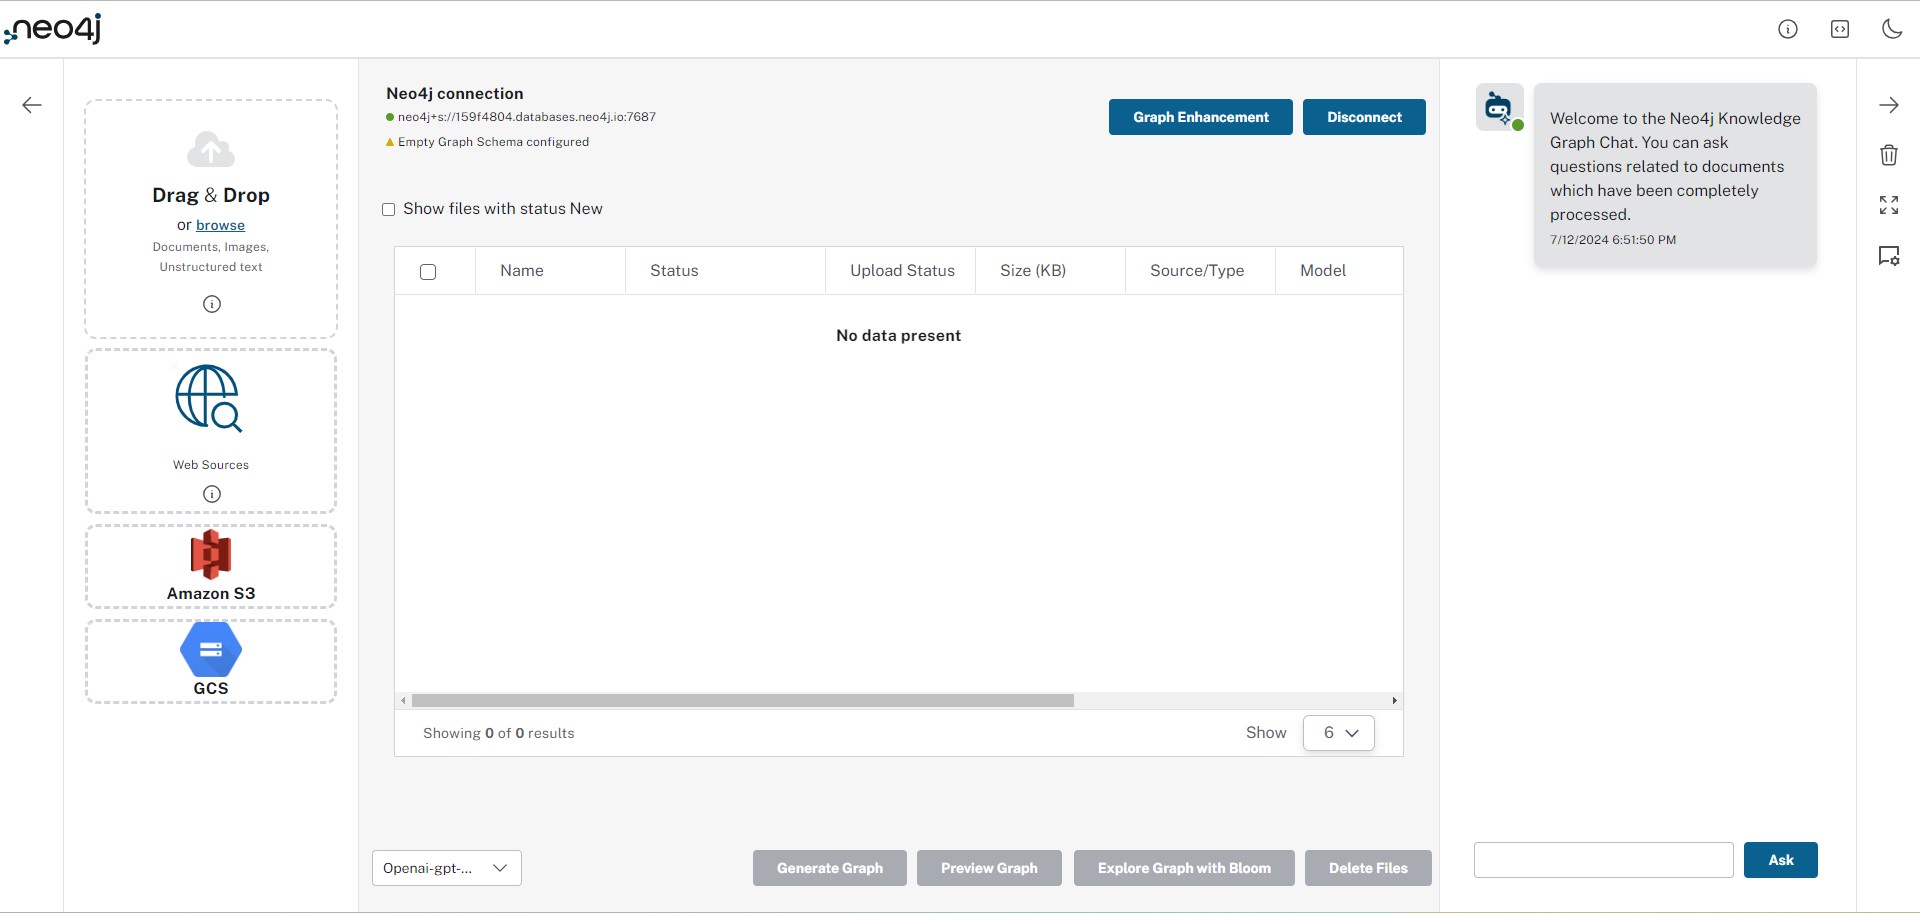 neo4j
Drag & Drop
or browse
Documents, Images,
Unstructured text
Web Sources
Amazon S3
GCS
Neo4j connection
neo4j+s://159f4804.databases.neo4j.io:7687
Empty Graph Schema configured
Graph Enhancement
Disconnect
Show files with status New
Name Status Upload Status Size (KB) Source/Type Model
No data present
Showing 0 of 0 results
Show 6
Openai-gpt-...
Generate Graph
Preview Graph
Explore Graph with Bloom
Delete Files
Welcome to the Neo4j Knowledge
Graph Chat. You can ask
questions related to documents
which have been completely
processed.
7/12/2024 6:51:50 PM
Ask